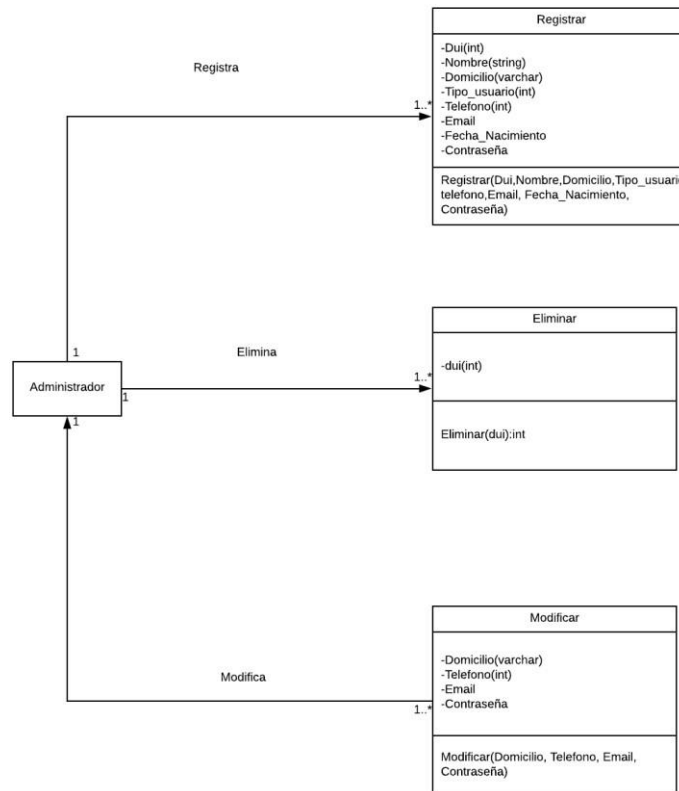 Registrar
-Dui(int)
-Nombre(string)
-Domicilio(varchar)
-Tipo_usuario(int)
-Telefono(int)
-Email
-Fecha_Nacimiento
-Contraseña
Registrar(Dui,Nombre,Domicilio,Tipo_usuario
telefono,Email, Fecha_Nacimiento,
Contraseña)
Registra
1..*
1
Eliminar
-dui(int)
Eliminar(dui):int
Elimina
1..*
1
Administrador
1
Modificar
-Domicilio(varchar)
-Telefono(int)
-Email
-Contraseña
Modificar(Domicilio, Telefono, Email,
Contraseña)
Modifica
1..*